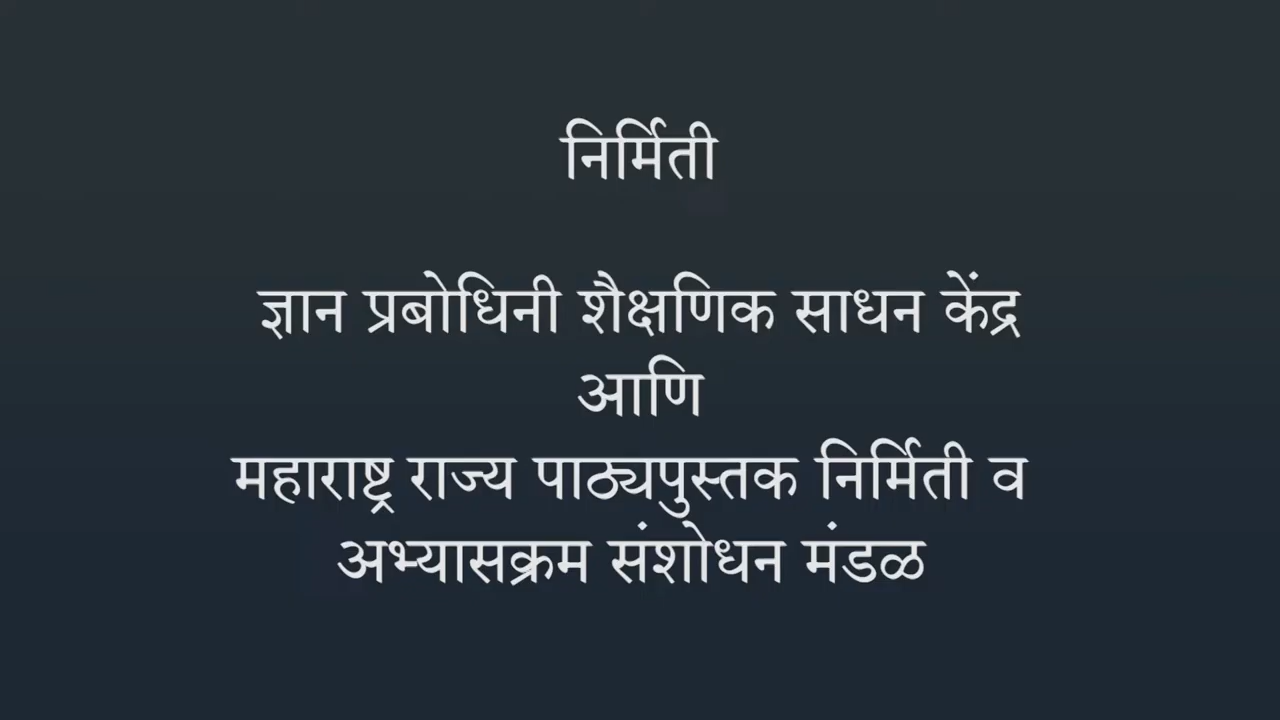 निर्मिती
ज्ञान प्रबोधिनी शैक्षणिक साधन केंद्र
आणि
महाराष्ट्र राज्य पाठ्यपुस्तक निर्मिती व
अभ्यासक्रम संशोधन मंडळ